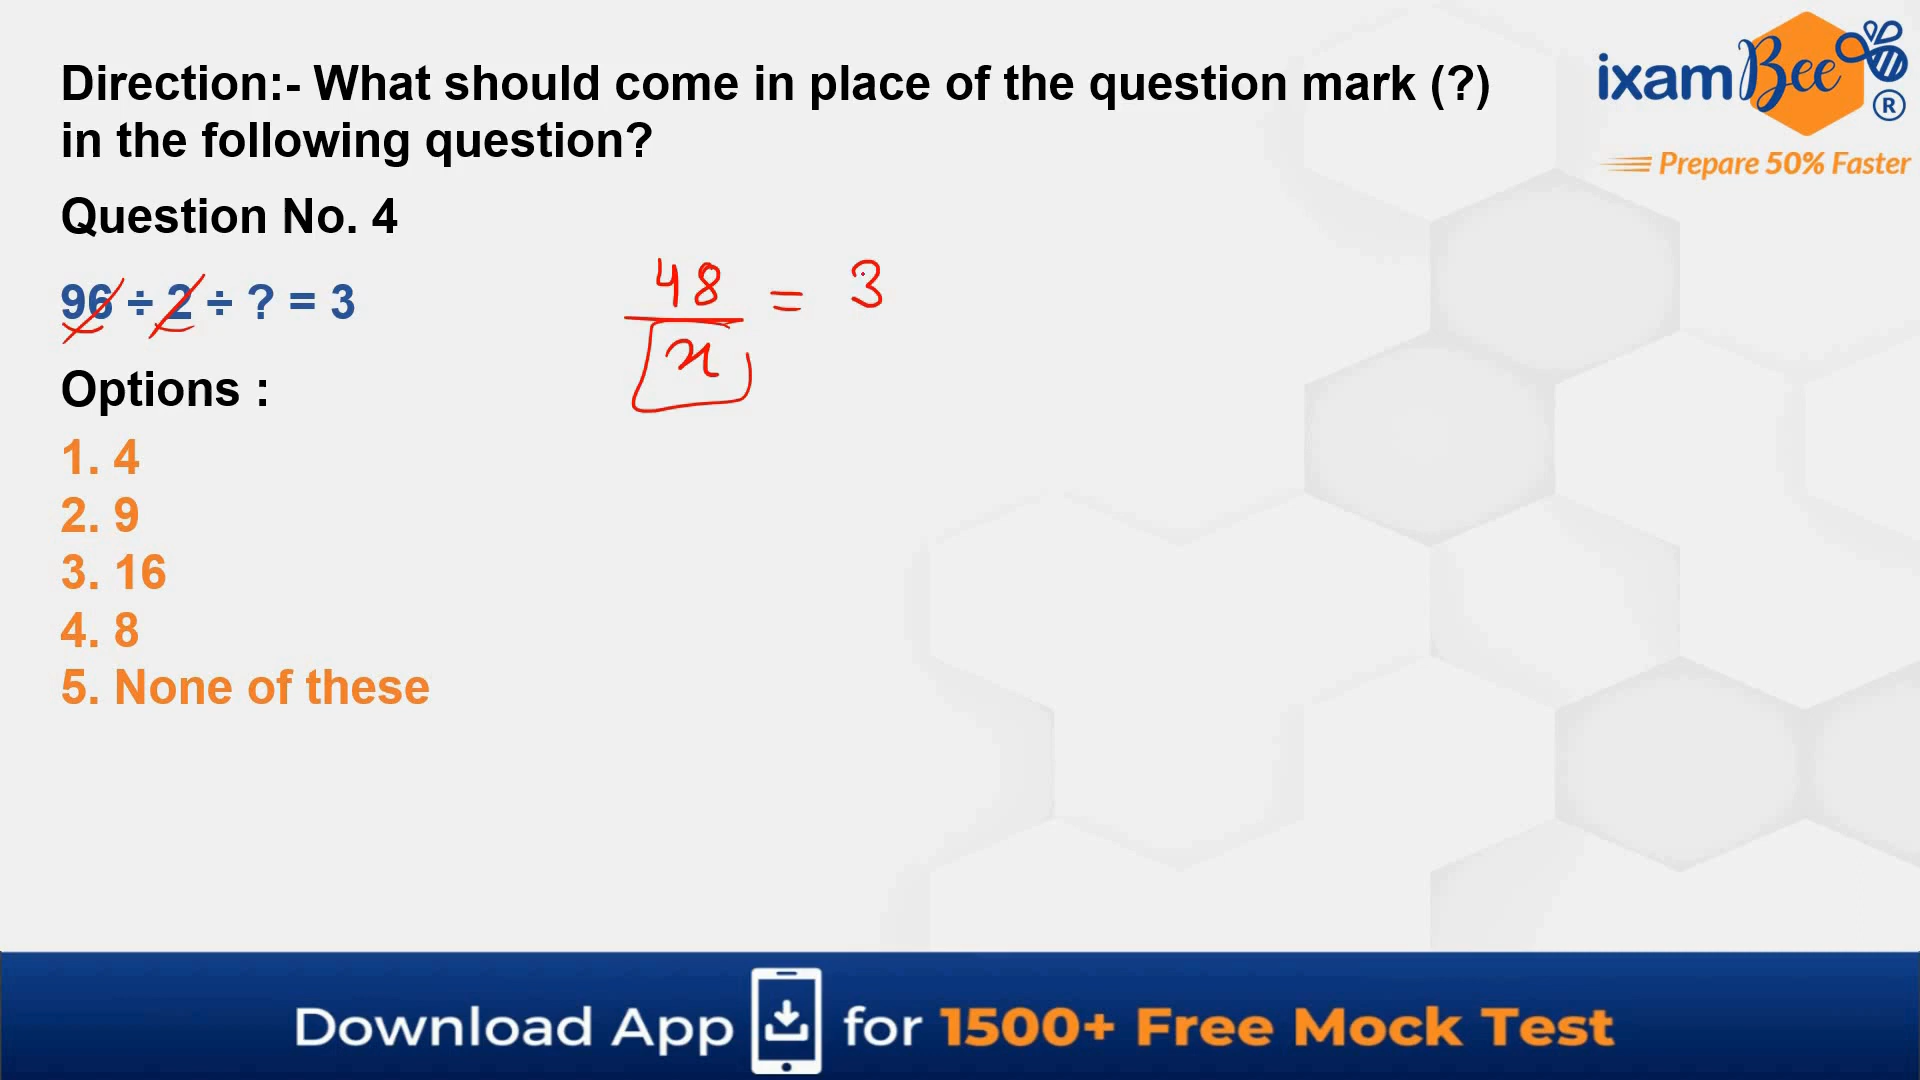 Direction:- What should come in place of the question mark (?)
in the following question?
ixamBee ®
Prepare 50% Faster
Question No. 4
96 ÷ 2 ÷ ? = 3
48 / x = 3
Options :
1. 4
2. 9
3. 16
4. 8
5. None of these
Download App for 1500+ Free Mock Test